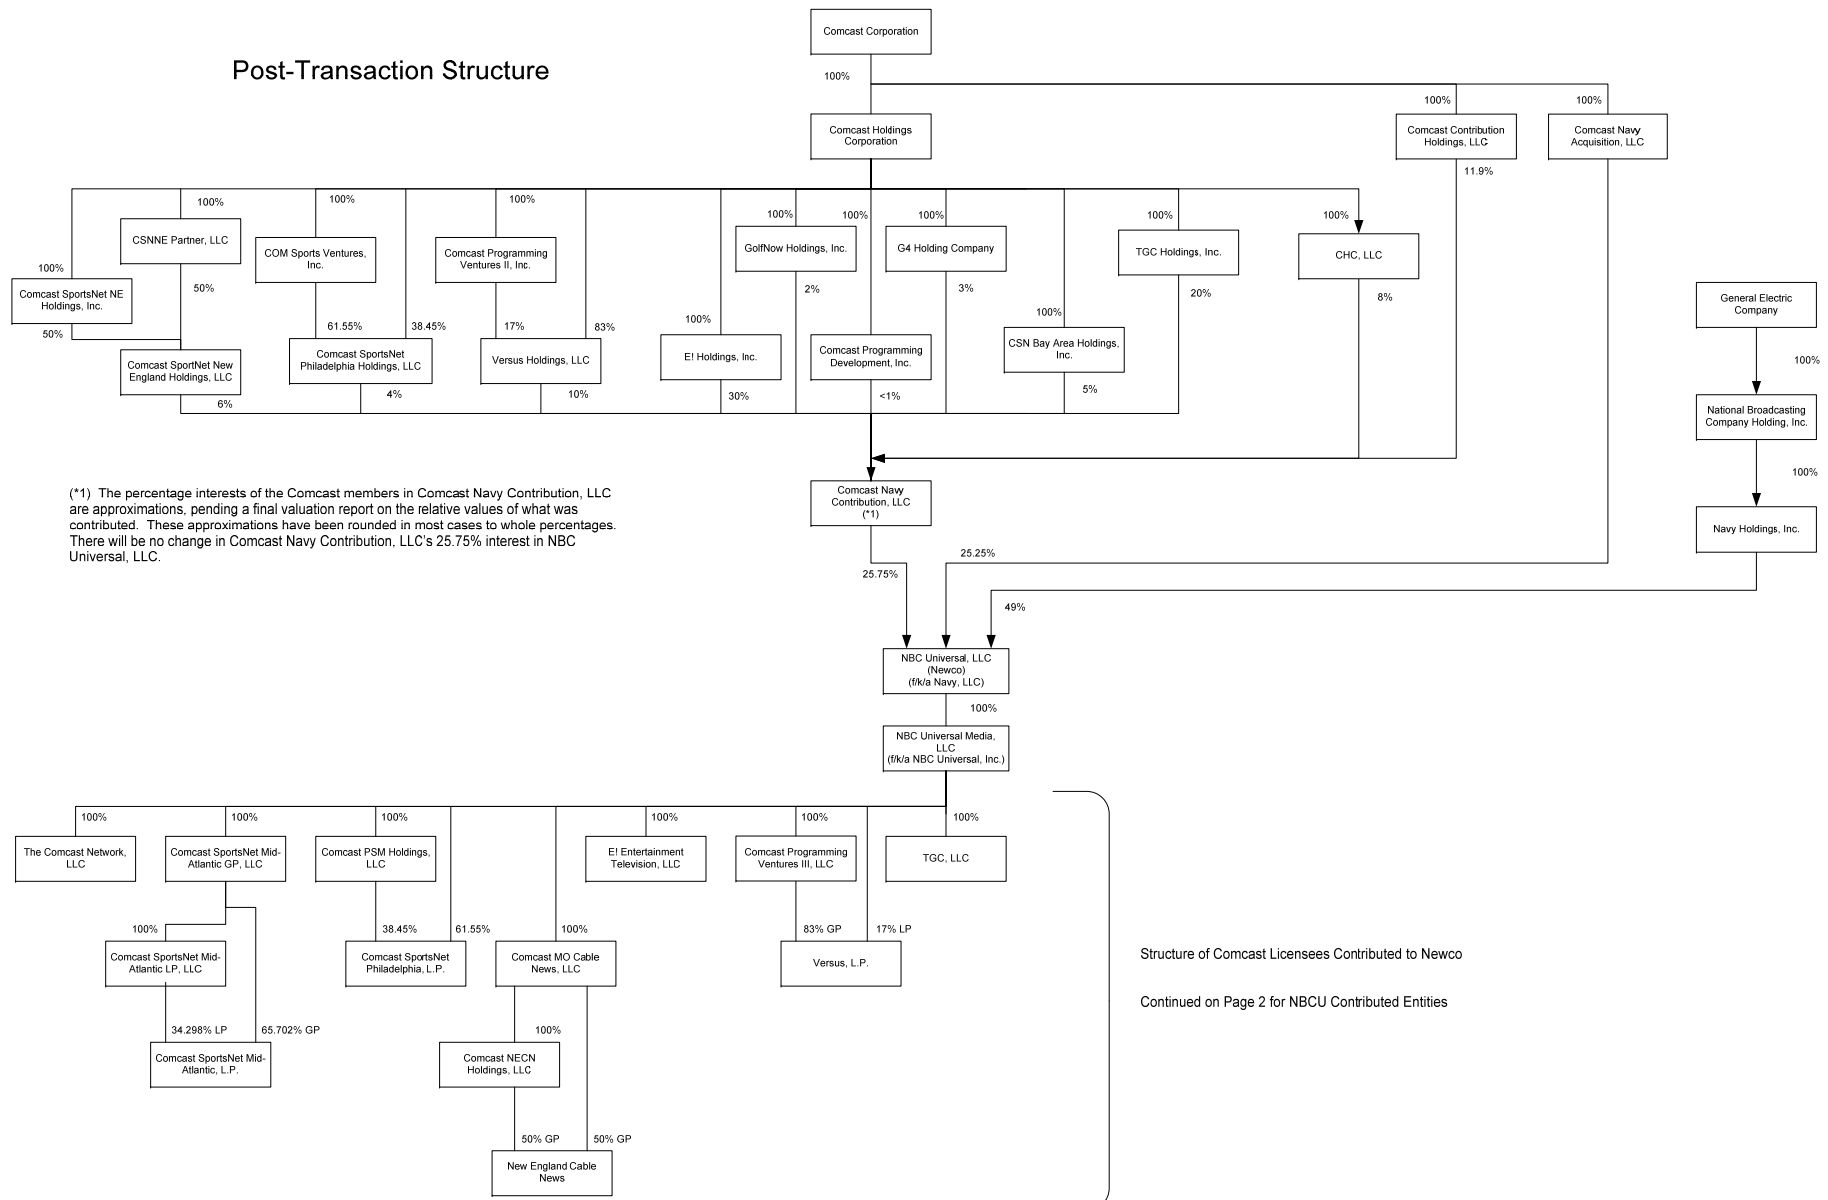 Comcast Corporation
Post-Transaction Structure
100%
100%
100%
Comcast Holdings
Corporation
Comcast Contribution
Holdings, LLC
Comcast Navy
Acquisition, LLC
11.9%
100%
100%
100%
100%
100%
100%
100%
100%
CSNNE Partner, LLC
COM Sports Ventures,
Inc.
Comcast Programming
Ventures II, Inc.
GolfNow Holdings, Inc.
G4 Holding Company
TGC Holdings, Inc.
CHC, LLC
100%
Comcast SportsNet NE
Holdings, Inc.
50%
2%
3%
20%
8%
General Electric
Company
50%
61.55%
38.45%
17%
83%
100%
100%
Comcast SportNet New
England Holdings, LLC
Comcast SportsNet
Philadelphia Holdings, LLC
Versus Holdings, LLC
E! Holdings, Inc.
Comcast Programming
Development, Inc.
CSN Bay Area Holdings,
Inc.
100%
6%
4%
10%
30%
<1%
5%
National Broadcasting
Company Holding, Inc.
100%
(*1) The percentage interests of the Comcast members in Comcast Navy Contribution, LLC
are approximations, pending a final valuation report on the relative values of what was
contributed. These approximations have been rounded in most cases to whole percentages.
There will be no change in Comcast Navy Contribution, LLC's 25.75% interest in NBC
Universal, LLC.
Comcast Navy
Contribution, LLC
(*1)
Navy Holdings, Inc.
25.75%
25.25%
49%
NBC Universal, LLC
(Newco)
(f/k/a Navy, LLC)
100%
NBC Universal Media,
LLC
(f/k/a NBC Universal, Inc.)
100%
100%
100%
100%
100%
100%
The Comcast Network,
LLC
Comcast SportsNet Mid-
Atlantic GP, LLC
Comcast PSM Holdings,
LLC
E! Entertainment
Television, LLC
Comcast Programming
Ventures III, LLC
TGC, LLC
100%
38.45%
61.55%
100%
83% GP
17% LP
Comcast SportsNet Mid-
Atlantic LP, LLC
Comcast SportsNet
Philadelphia, L.P.
Comcast MO Cable
News, LLC
Versus, L.P.
Structure of Comcast Licensees Contributed to Newco
Continued on Page 2 for NBCU Contributed Entities
34.298% LP
65.702% GP
100%
Comcast SportsNet Mid-
Atlantic, L.P.
Comcast NECN
Holdings, LLC
50% GP
50% GP
New England Cable
News